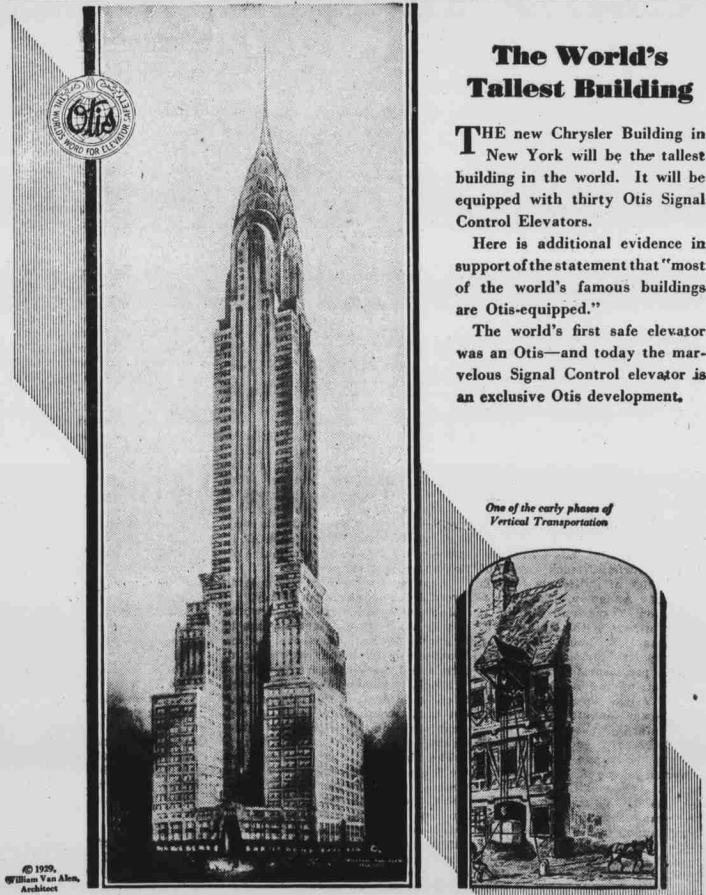 The World's
Tallest Building
THE new Chrysler Building in
New York will be the tallest
building in the world. It will be
equipped with thirty Otis Signal
Control Elevators.
Here is additional evidence in
support of the statement that "most
of the world's famous buildings
are Otis-equipped."
The world's first safe elevator
was an Otis—and today the mar-
velous Signal Control elevator is
an exclusive Otis development.
Otis
THE WORLD'S WORD FOR ELEVATOR SAFETY
One of the early phases of
Vertical Transportation
© 1929,
William Van Alen,
Architect